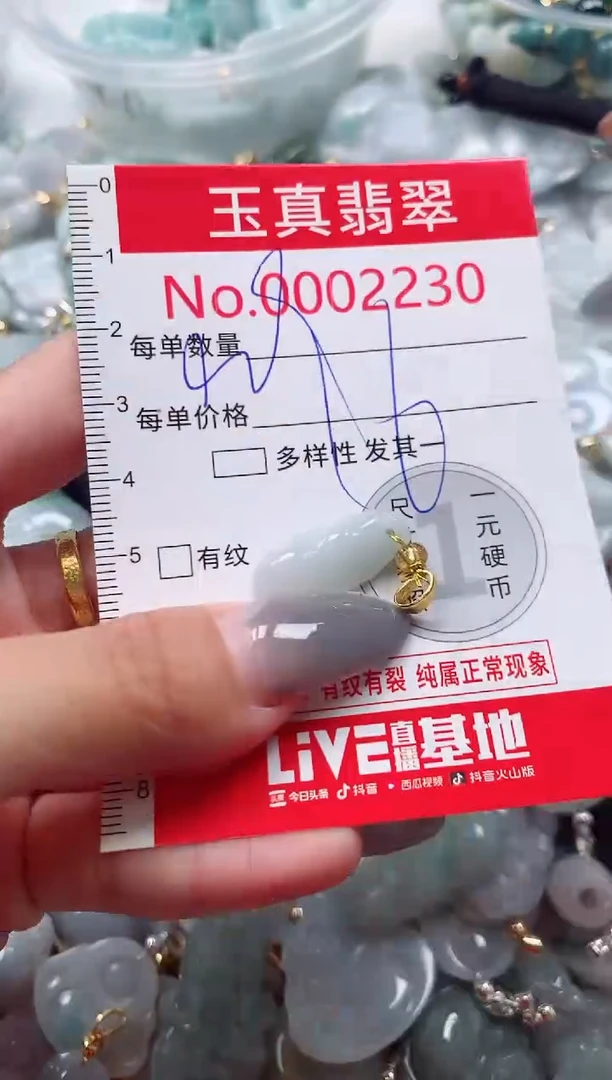 玉真翡翠
No.0002230
每单数量
每单价格
多样性 发其一
有纹
尺
一元硬币
1
有纹有裂 纯属正常现象
LiVE直播基地
今日头条 抖音 西瓜视频 抖音火山版
0
1
2
3
4
5
8